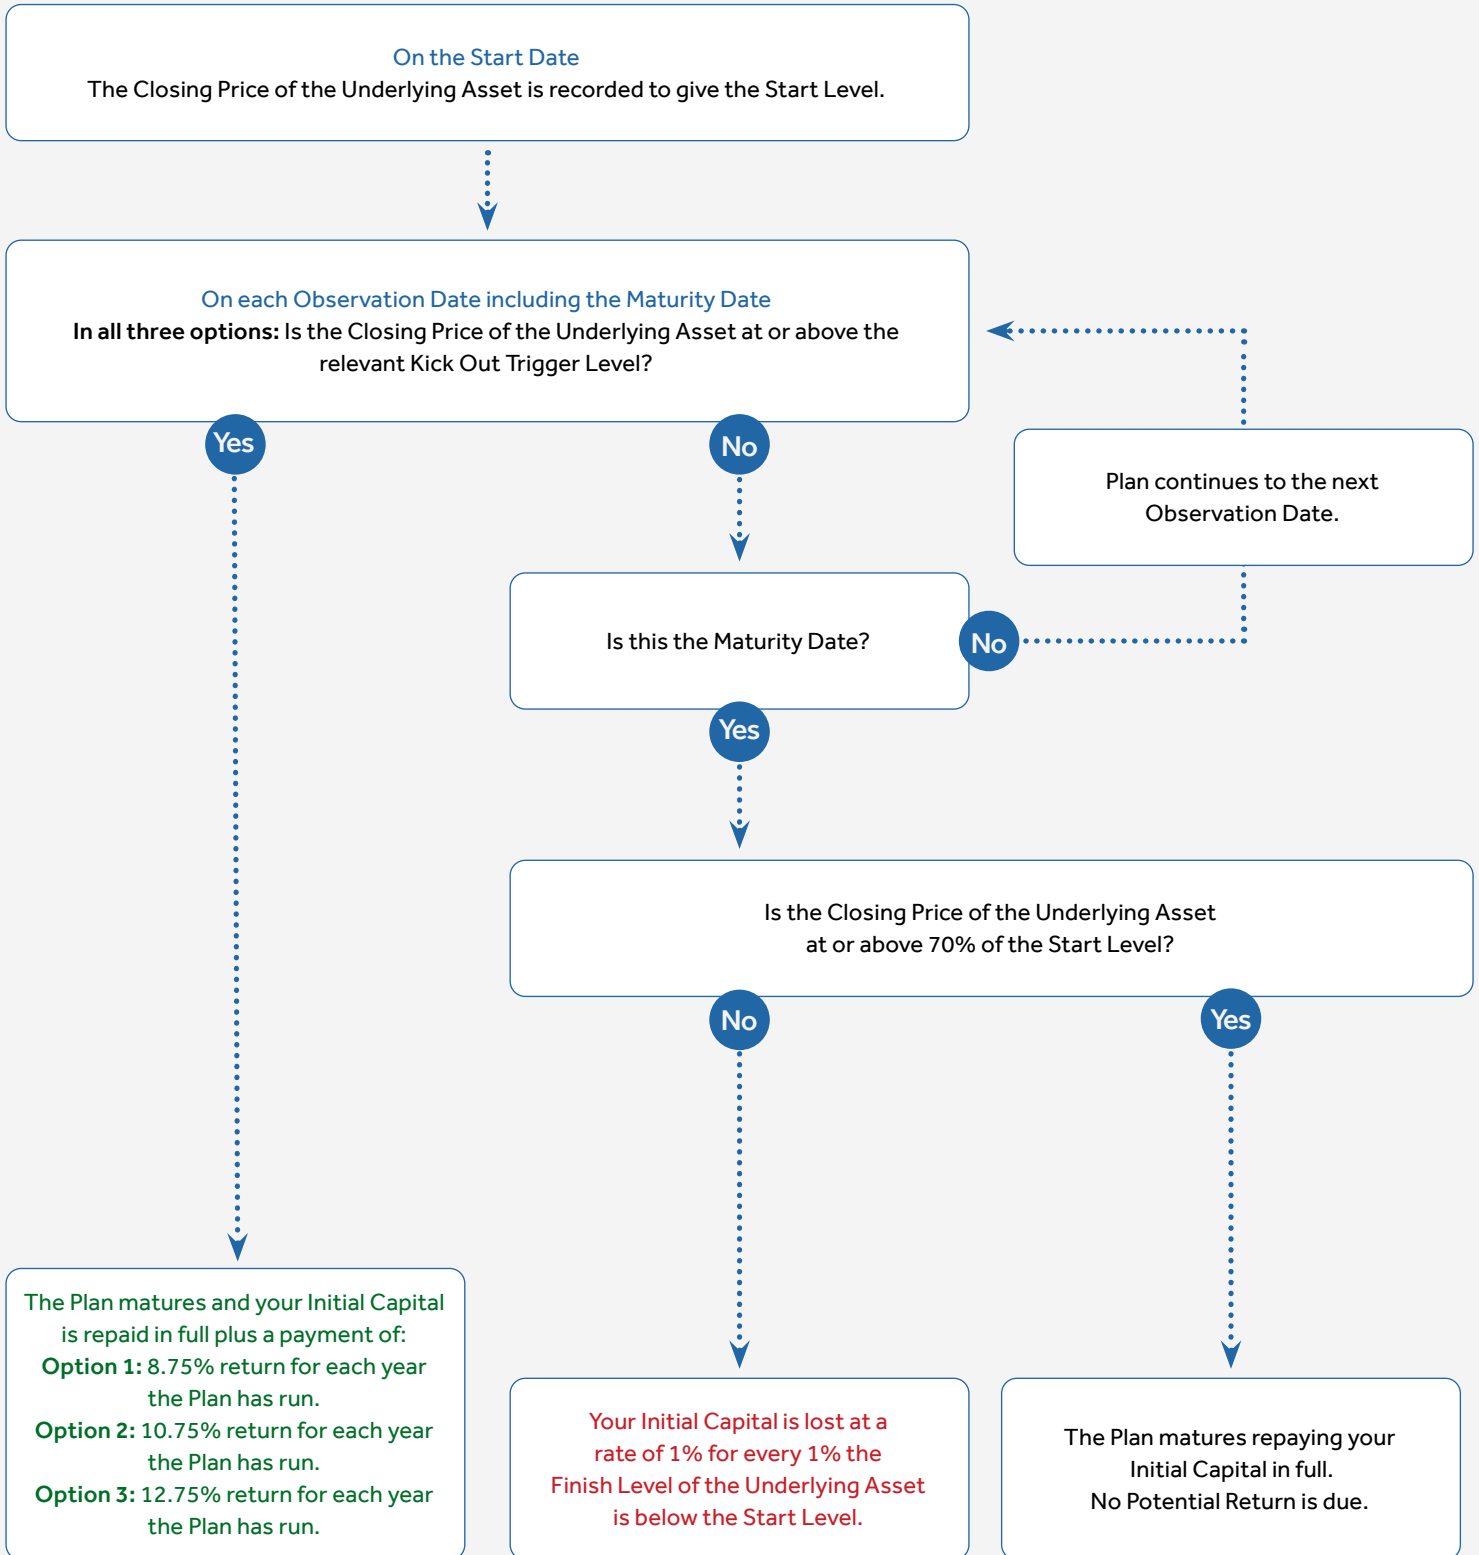 On the Start Date
The Closing Price of the Underlying Asset is recorded to give the Start Level.
On each Observation Date including the Maturity Date
In all three options: Is the Closing Price of the Underlying Asset at or above the
relevant Kick Out Trigger Level?
Yes
No
Plan continues to the next
Observation Date.
Is this the Maturity Date?
No
Yes
Is the Closing Price of the Underlying Asset
at or above 70% of the Start Level?
No
Yes
The Plan matures and your Initial Capital
is repaid in full plus a payment of:
Option 1: 8.75% return for each year
the Plan has run.
Option 2: 10.75% return for each year
the Plan has run.
Option 3: 12.75% return for each year
the Plan has run.
Your Initial Capital is lost at a
rate of 1% for every 1% the
Finish Level of the Underlying Asset
is below the Start Level.
The Plan matures repaying your
Initial Capital in full.
No Potential Return is due.